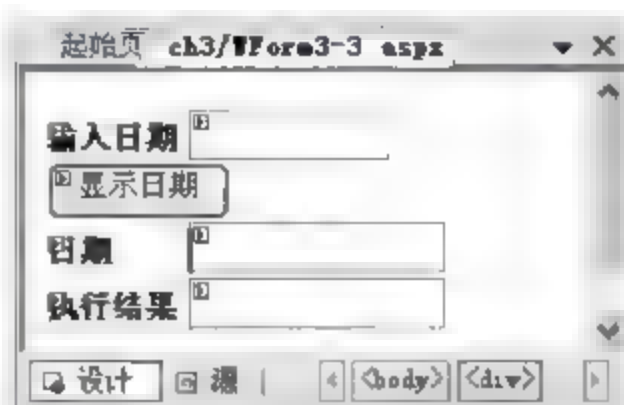 起始页 ch3/WForm3-3 aspx
输入日期
显示日期
日期
执行结果
设计 源 <body> <div>